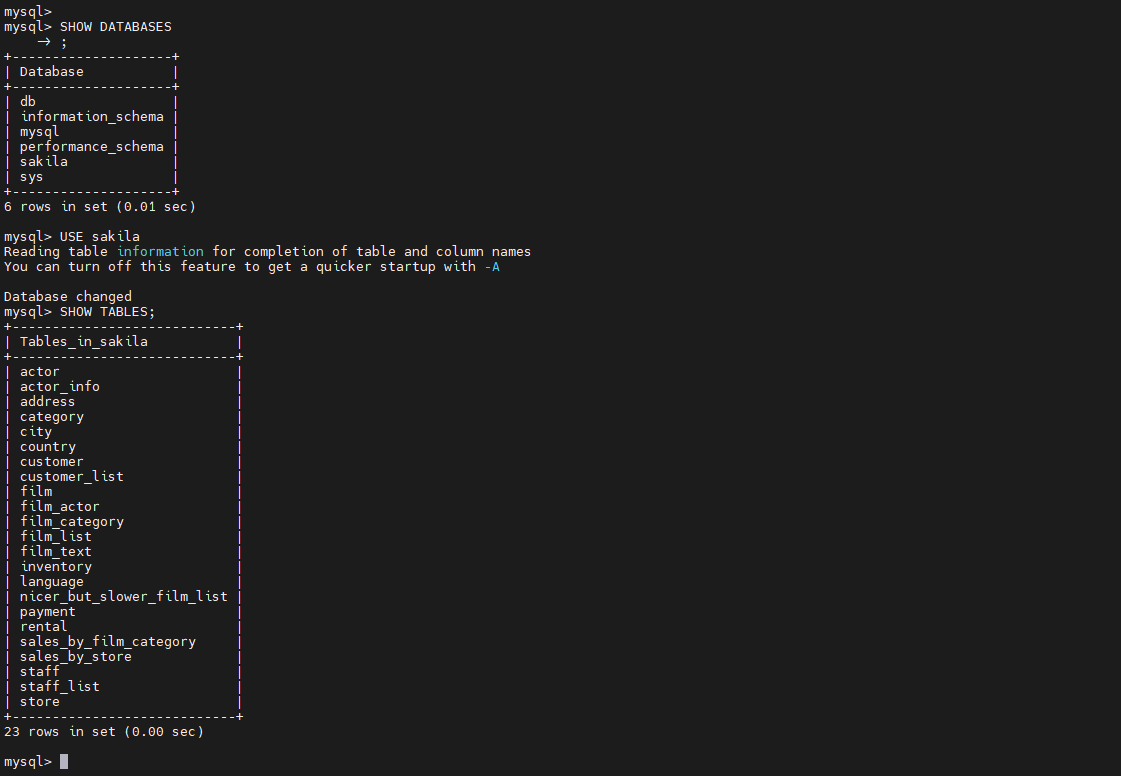 mysql>
mysql> SHOW DATABASES
    -> ;
+--------------------+
| Database           |
+--------------------+
| db                 |
| information_schema |
| mysql              |
| performance_schema |
| sakila             |
| sys                |
+--------------------+
6 rows in set (0.01 sec)

mysql> USE sakila
Reading table information for completion of table and column names
You can turn off this feature to get a quicker startup with -A

Database changed
mysql> SHOW TABLES;
+----------------------------+
| Tables_in_sakila           |
+----------------------------+
| actor                      |
| actor_info                 |
| address                    |
| category                   |
| city                       |
| country                    |
| customer                   |
| customer_list              |
| film                       |
| film_actor                 |
| film_category              |
| film_list                  |
| film_text                  |
| inventory                  |
| language                   |
| nicer_but_slower_film_list |
| payment                    |
| rental                     |
| sales_by_film_category     |
| sales_by_store             |
| staff                      |
| staff_list                 |
| store                      |
+----------------------------+
23 rows in set (0.00 sec)

mysql>